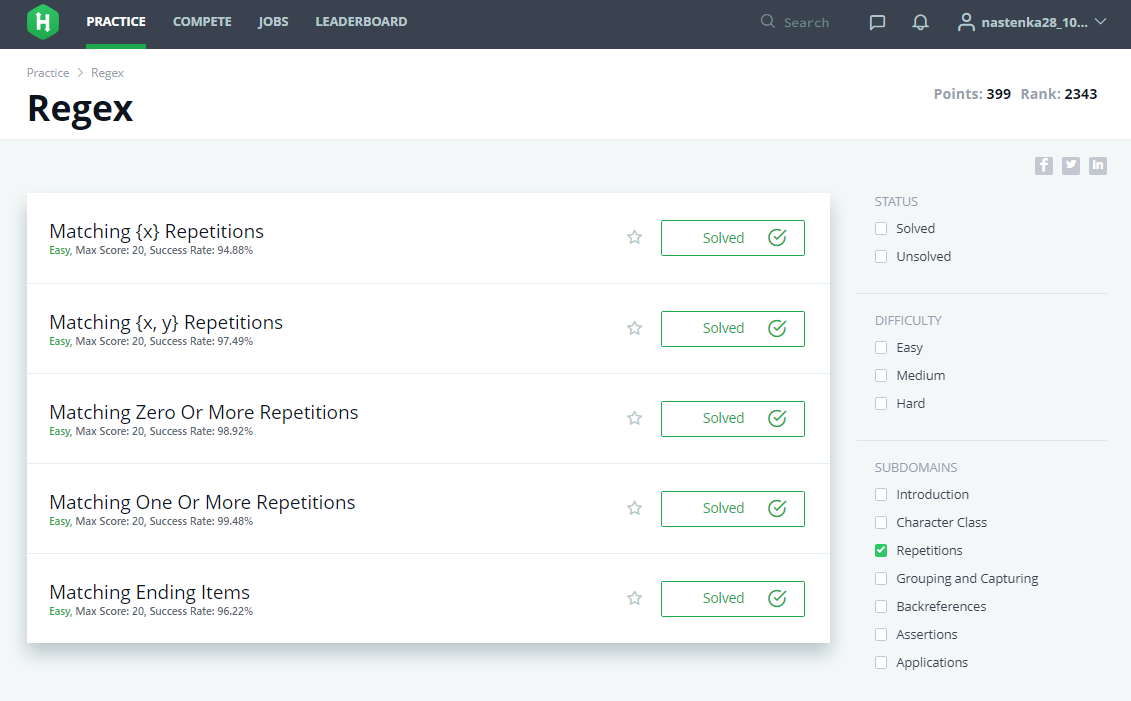 PRACTICE COMPETE JOBS LEADERBOARD Search nastenka28_10...
Practice > Regex
Regex
Points: 399 Rank: 2343
Matching {x} Repetitions
Easy, Max Score: 20, Success Rate: 94.88%
Solved
Matching {x, y} Repetitions
Easy, Max Score: 20, Success Rate: 97.49%
Solved
Matching Zero Or More Repetitions
Easy, Max Score: 20, Success Rate: 98.92%
Solved
Matching One Or More Repetitions
Easy, Max Score: 20, Success Rate: 99.48%
Solved
Matching Ending Items
Easy, Max Score: 20, Success Rate: 96.22%
Solved
STATUS
Solved
Unsolved
DIFFICULTY
Easy
Medium
Hard
SUBDOMAINS
Introduction
Character Class
Repetitions
Grouping and Capturing
Backreferences
Assertions
Applications